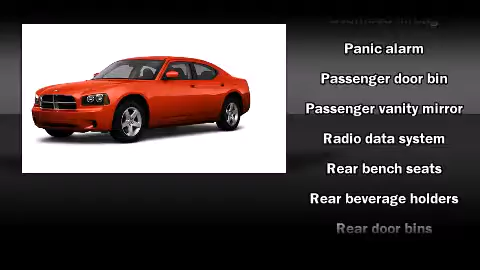 Panic alarm
Passenger door bin
Passenger vanity mirror
Radio data system
Rear bench seats
Rear beverage holders
Rear door bins